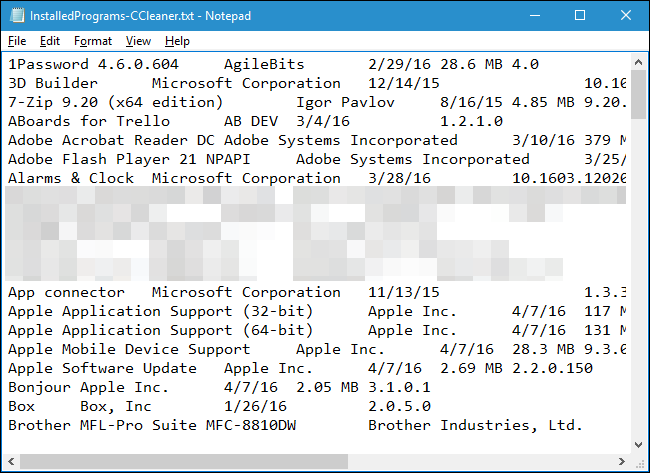 InstalledPrograms-CCleaner.txt - Notepad
File Edit Format View Help
1Password 4.6.0.604 AgileBits 2/29/16 28.6 MB 4.0
3D Builder Microsoft Corporation 12/14/15 10.16
7-Zip 9.20 (x64 edition) Igor Pavlov 8/16/15 4.85 MB 9.20.
ABoards for Trello AB DEV 3/4/16 1.2.1.0
Adobe Acrobat Reader DC Adobe Systems Incorporated 3/10/16 379 M
Adobe Flash Player 21 NPAPI Adobe Systems Incorporated 3/25/
Alarms & Clock Microsoft Corporation 3/28/16 10.1603.12020
App connector Microsoft Corporation 11/13/15 1.3.3
Apple Application Support (32-bit) Apple Inc. 4/7/16 117 M
Apple Application Support (64-bit) Apple Inc. 4/7/16 131 M
Apple Mobile Device Support Apple Inc. 4/7/16 28.3 MB 9.3.0
Apple Software Update Apple Inc. 4/7/16 2.69 MB 2.2.0.150
Bonjour Apple Inc. 4/7/16 2.05 MB 3.1.0.1
Box Box, Inc 1/26/16 2.0.5.0
Brother MFL-Pro Suite MFC-8810DW Brother Industries, Ltd.